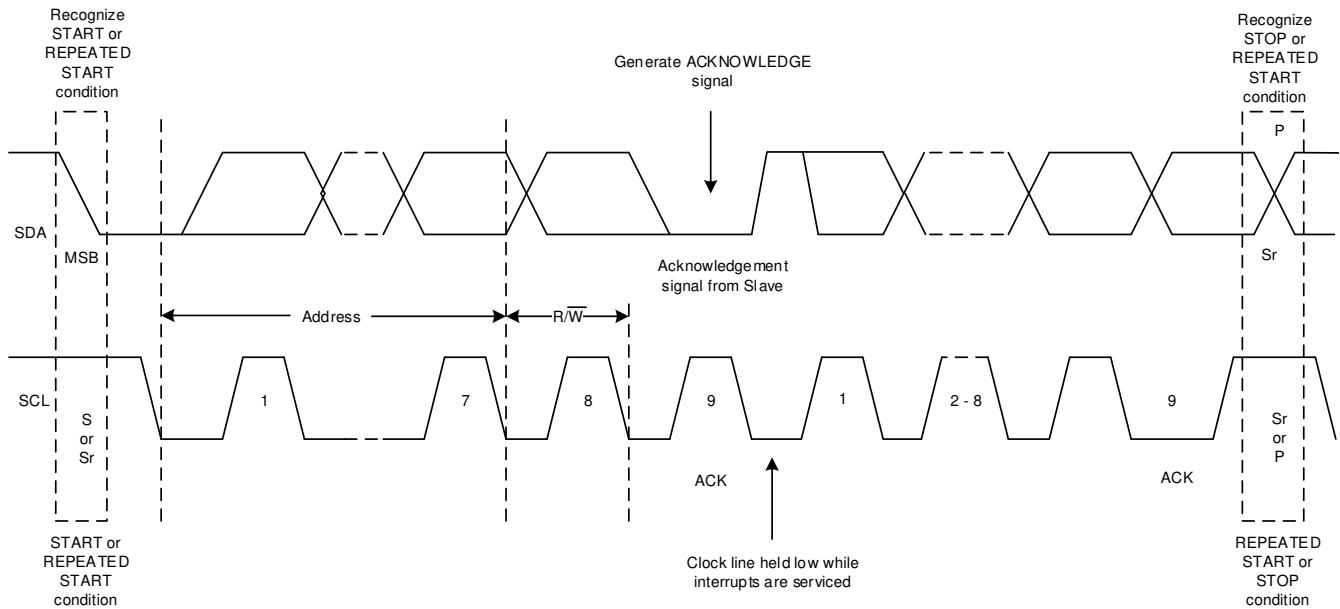 Recognize
START or
REPEATED
START
condition
Recognize
STOP or
REPEATED
START
condition
Generate ACKNOWLEDGE
signal
P
SDA
MSB
Acknowledgement
signal from Slave
Sr
Address
R/W̅
SCL
S
or
Sr
1
7
8
9
1
2 - 8
9
Sr
or
P
ACK
ACK
START or
REPEATED
START
condition
Clock line held low while
interrupts are serviced
REPEATED
START or
STOP
condition